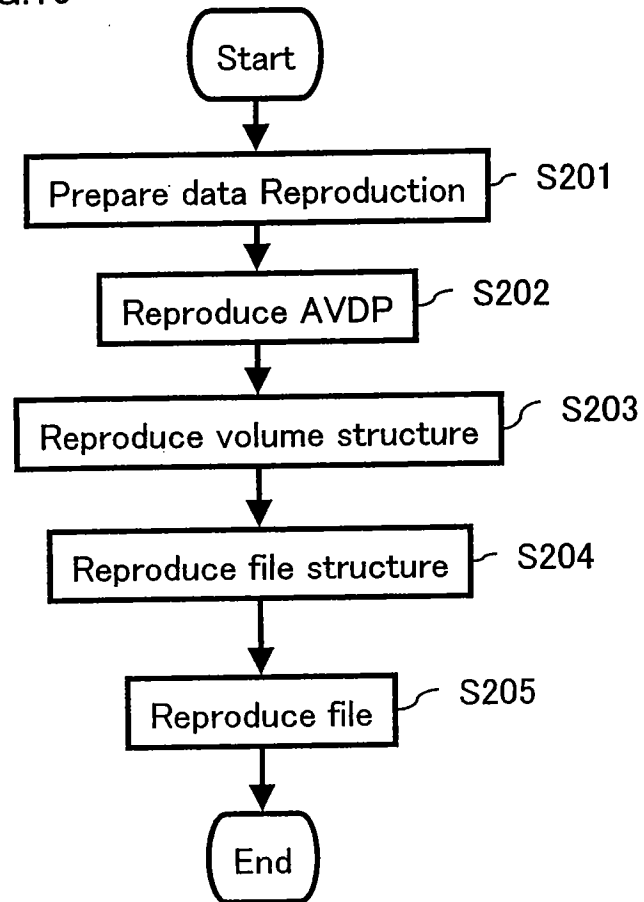 Start
Prepare data Reproduction
S201
Reproduce AVDP
S202
Reproduce volume structure
S203
Reproduce file structure
S204
Reproduce file
S205
End